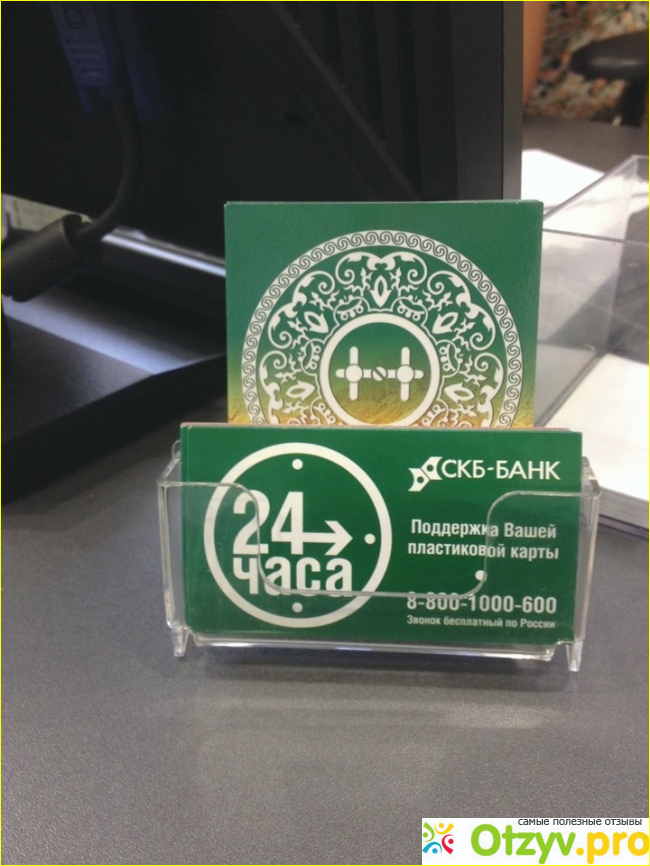 24
часа
СКБ-БАНК
Поддержка Вашей
пластиковой карты
8-800-1000-600
Звонок бесплатный по России
самые полезные отзывы
Otzyv.pro